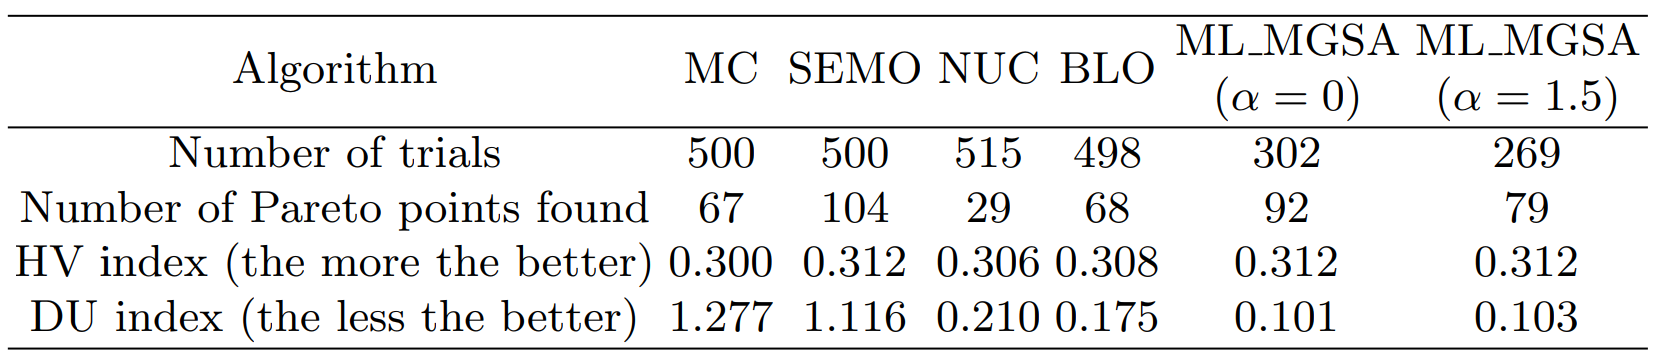 Algorithm MC SEMO NUC BLO ML_MGSA (α = 0) ML_MGSA (α = 1.5)
Number of trials 500 500 515 498 302 269
Number of Pareto points found 67 104 29 68 92 79
HV index (the more the better) 0.300 0.312 0.306 0.308 0.312 0.312
DU index (the less the better) 1.277 1.116 0.210 0.175 0.101 0.103